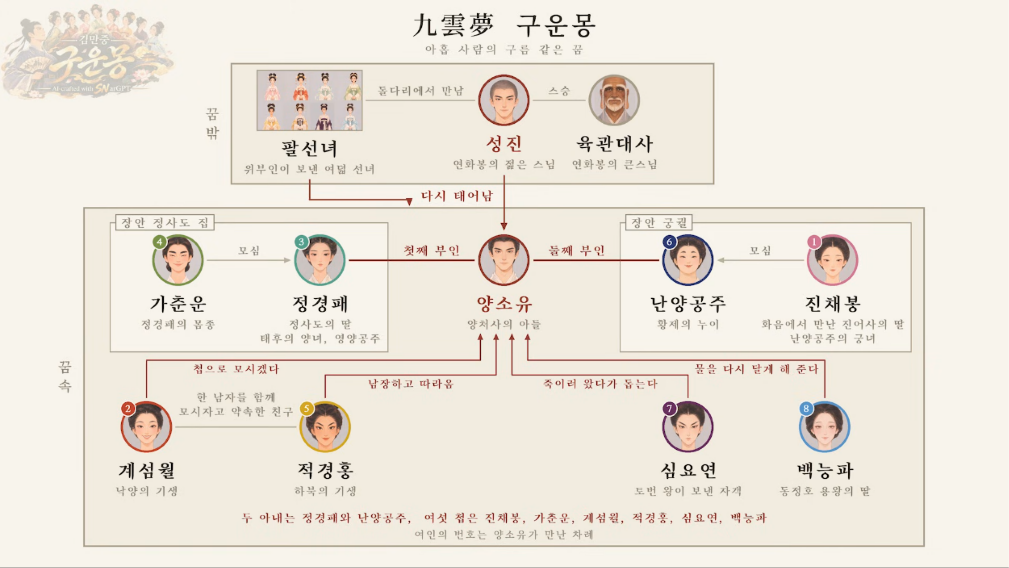 九雲夢 구운몽
아홉 사람의 구름 같은 꿈
김만중
구운몽
꿈 밖
돌다리에서 만남
스승
팔선녀
위부인이 보낸 여덟 선녀
성진
연화봉의 젊은 스님
육관대사
연화봉의 큰스님
다시 태어남
꿈 속
장안 정사도 집
4
모심
3
가춘운
정경패의 몸종
정경패
정사도의 딸
태후의 양녀, 영양공주
첫째 부인
양소유
양처사의 아들
둘째 부인
장안 궁궐
6
모심
1
난양공주
황제의 누이
진채봉
화음에서 만난 진어사의 딸
난양공주의 궁녀
첩으로 모시겠다
남장하고 따라옴
죽이러 왔다가 돕는다
물을 다시 맑게 해 준다
한 남자를 함께
모시자고 약속한 친구
2
계섬월
낙양의 기생
5
적경홍
하북의 기생
7
심요연
토번 왕이 보낸 자객
8
백능파
동정호 용왕의 딸
두 아내는 정경패와 난양공주, 여섯 첩은 진채봉, 가춘운, 계섬월, 적경홍, 심요연, 백능파
여인의 번호는 양소유가 만난 차례